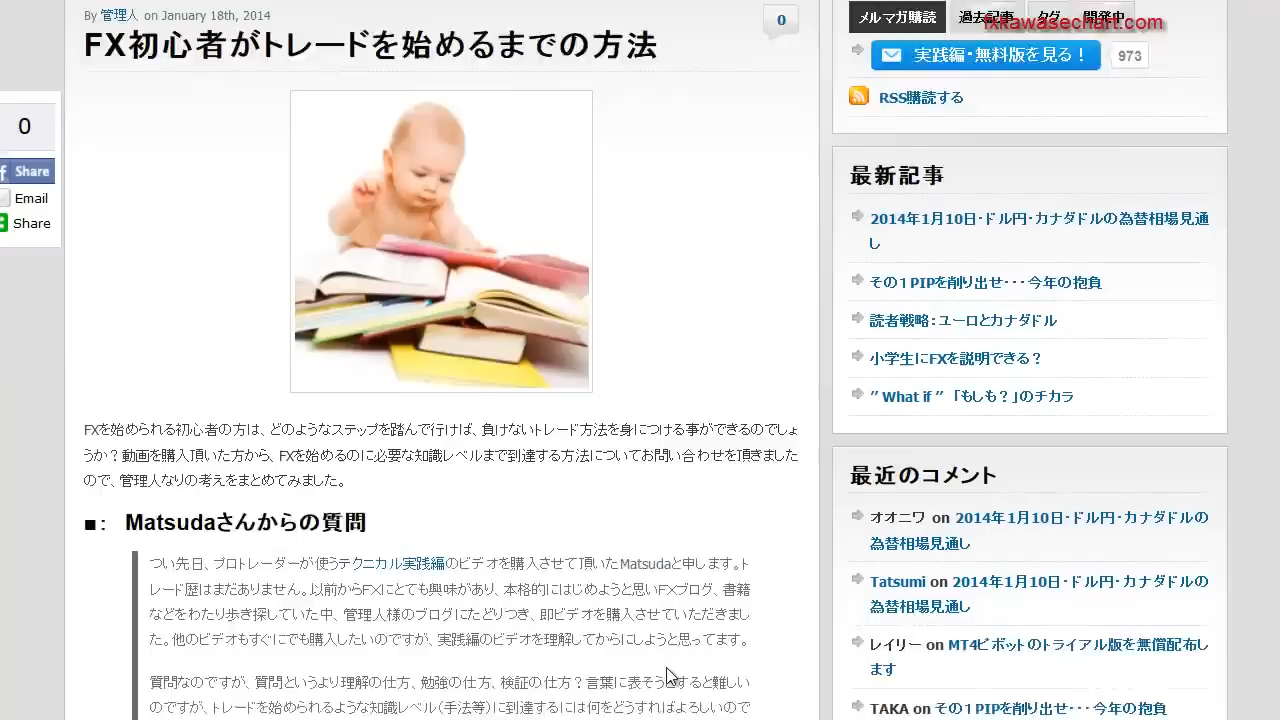 By 管理人 on January 18th, 2014
0
FX初心者がトレードを始めるまでの方法
0
Share
Email
Share
FXを始められる初心者の方は、どのようなステップを踏んで行けば、負けないトレード方法を身につける事ができるのでしょ
うか？動画を購入頂いた方から、FXを始めるのに必要な知識レベルまで到達する方法についてお問い合わせを頂きました
ので、管理人なりの考えをまとめてみました。
■： Matsudaさんからの質問
つい先日、プロトレーダーが使うテクニカル実践編のビデオを購入させて頂いたMatsudaと申します。ト
レード歴はまだありません。以前からFXにとても興味があり、本格的にはじめようと思いFXブログ、書籍
などをわたり歩き探していた中、管理人様のブログにたどりつき、即ビデオを購入させていただきまし
た。他のビデオもすぐにでも購入したいのですが、実践編のビデオを理解してからにしようと思ってます。
質問なのですが、質問というより理解の仕方、勉強の仕方、検証の仕方？言葉に表そうとすると難しい
のですが、トレードを始められるような知識レベル（手法等）に到達するには何をどうすればよろしいので
メルマガ購読 過去記事 タグ 開発中
fxkawasechart.com
実践編・無料版を見る！ 973
RSS購読する
最新記事
2014年1月10日・ドル円・カナダドルの為替相場見通
し
その１PIPを削り出せ・・・今年の抱負
読者戦略：ユーロとカナダドル
小学生にFXを説明できる？
”What if ” 「もしも？」のチカラ
最近のコメント
オオニワ on 2014年1月10日・ドル円・カナダドルの
為替相場見通し
Tatsumi on 2014年1月10日・ドル円・カナダドルの
為替相場見通し
レイリー on MT4ピボットのトライアル版を無償配布し
ます
TAKA on その１PIPを削り出せ・・・今年の抱負